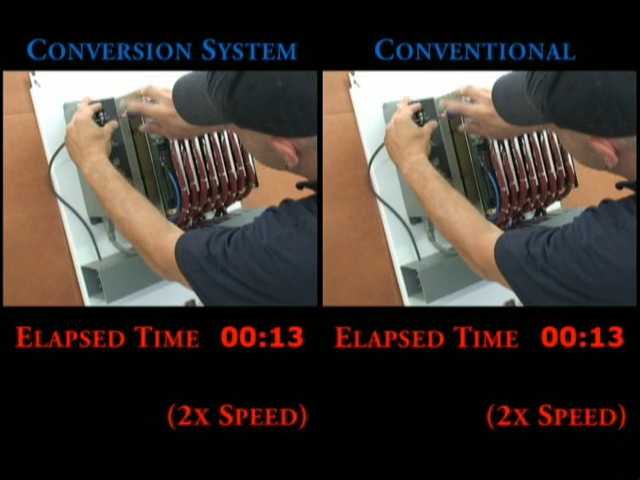 CONVERSION SYSTEM
CONVENTIONAL
ELAPSED TIME 00:13
ELAPSED TIME 00:13
(2X SPEED)
(2X SPEED)